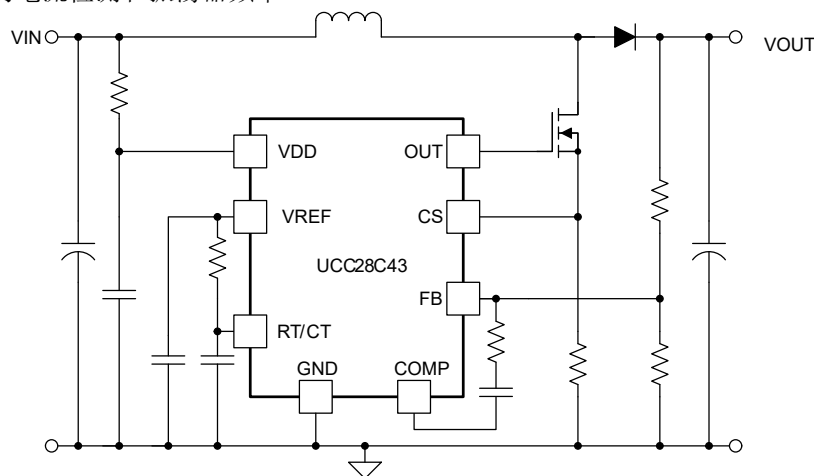 VIN
VOUT
VDD
OUT
VREF
CS
UCC28C43
FB
RT/CT
GND
COMP